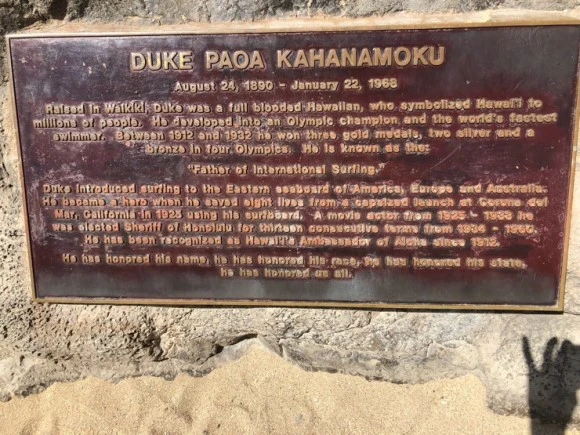 DUKE PAOA KAHANAMOKU
August 24, 1890 - January 22, 1968
Raised in Waikiki, Duke was a full blooded Hawaiian, who symbolized Hawai'i to
millions of people. He developed into an Olympic champion and the world's fastest
swimmer. Between 1912 and 1932 he won three gold medals, two silver and a
bronze in four Olympics. He is known as the:
"Father of International Surfing."
Duke introduced surfing to the Eastern seaboard of America, Europe and Australia.
He became a hero when he saved eight lives from a capsized launch at Corona del
Mar, California in 1925 using his surfboard. A movie actor from 1925 - 1933 he
was elected Sheriff of Honolulu for thirteen consecutive terms from 1934 - 1960.
He has been recognized as Hawaii's Ambassador of Aloha since 1912.
He has honored his name, he has honored his race, he has honored his state,
he has honored us all.